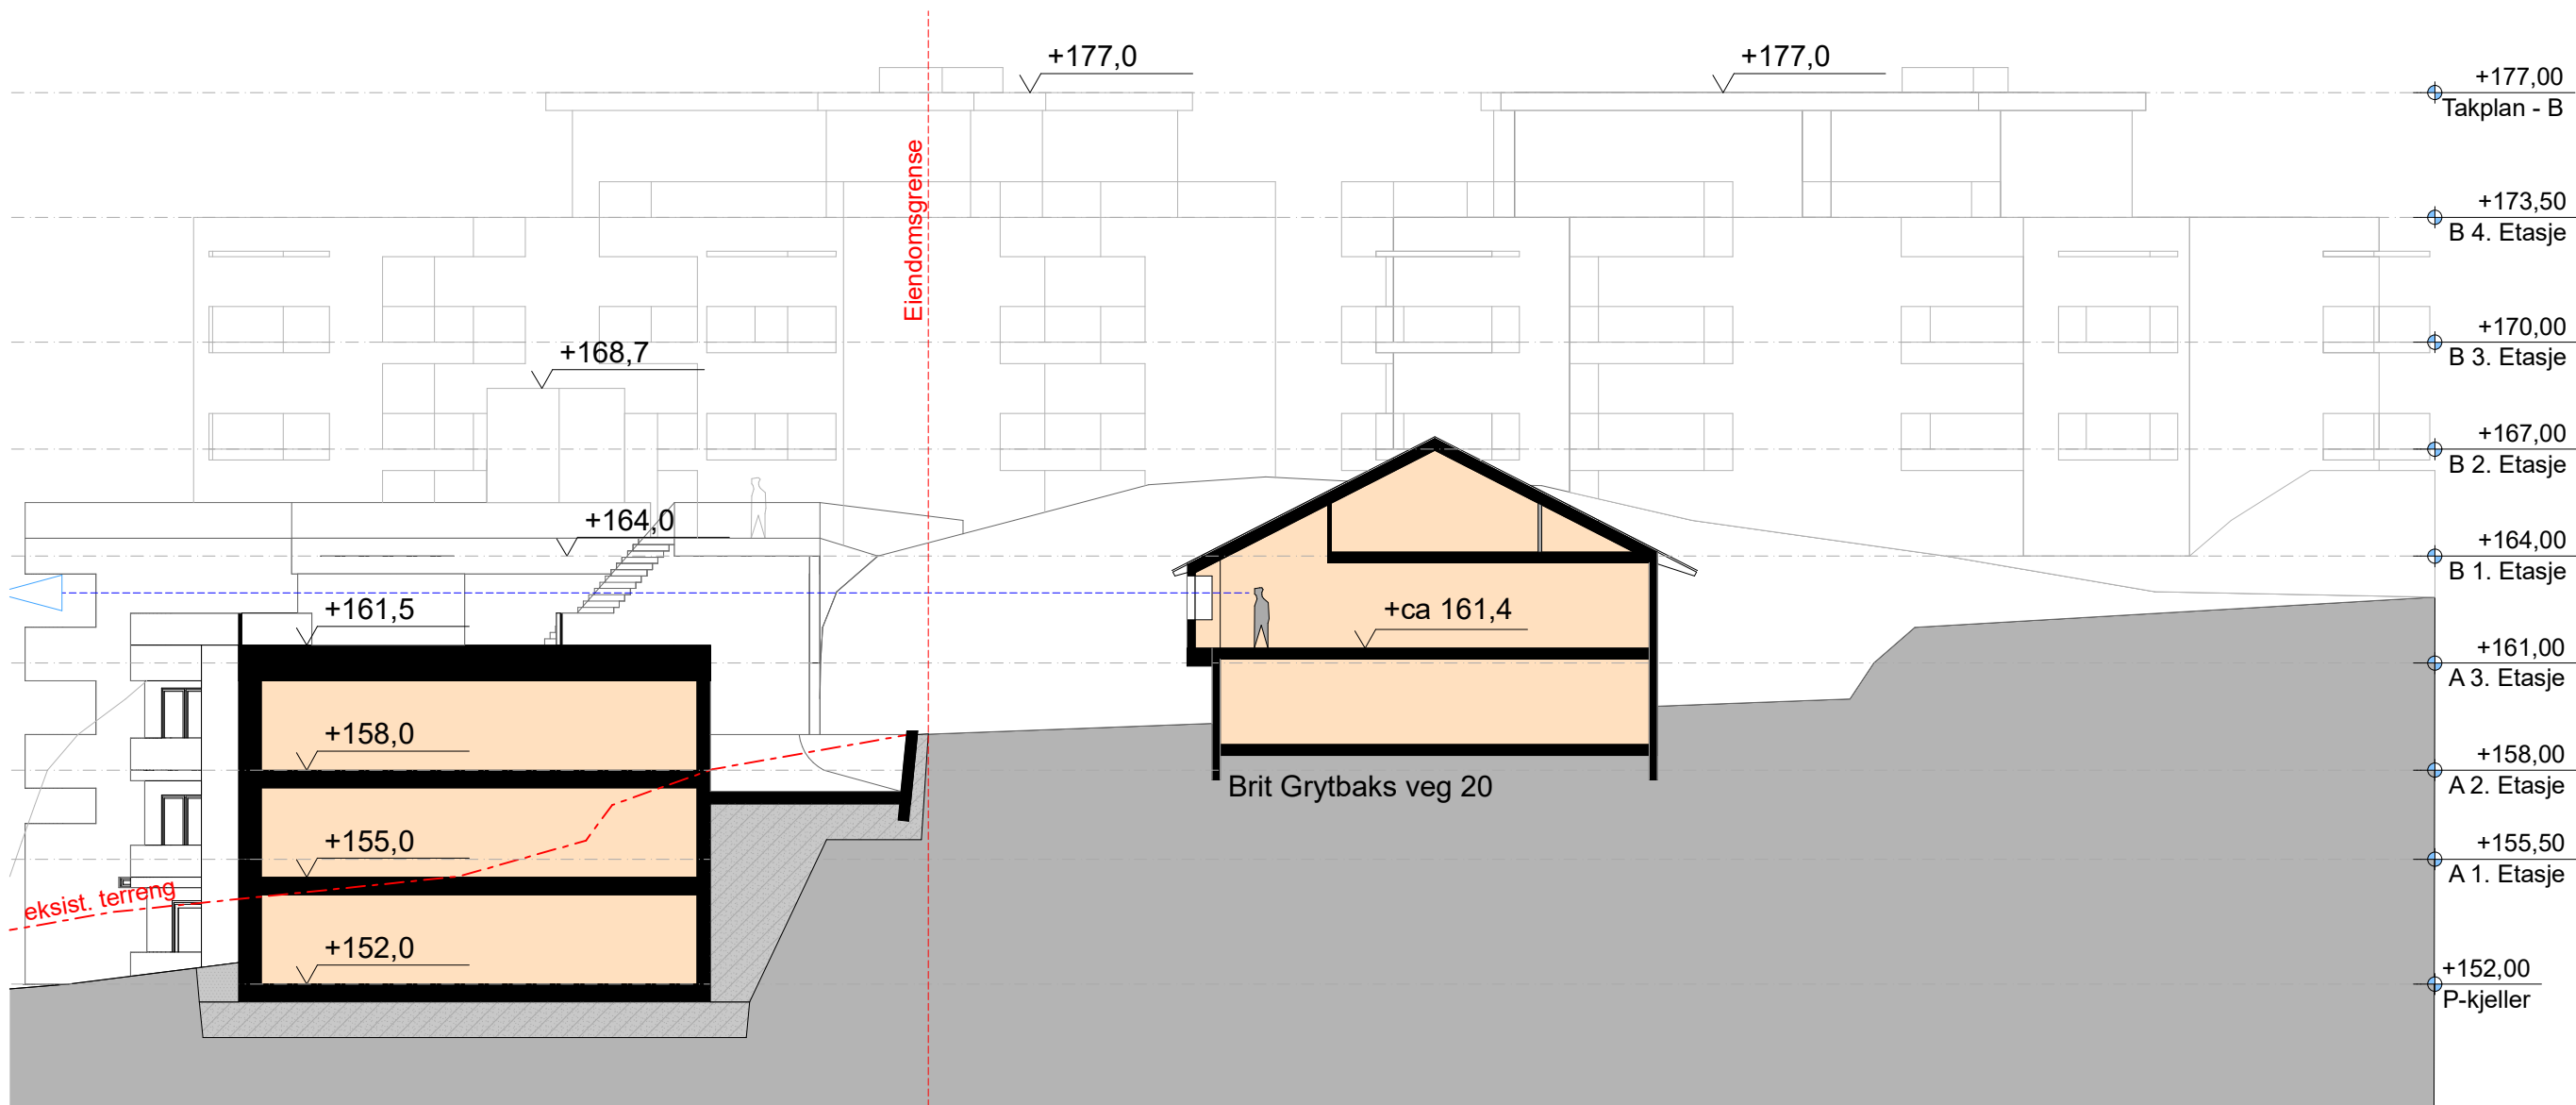 +177,0
+177,0
+177,00
Takplan - B
Eiendomsgrense
+173,50
B 4. Etasje
+170,00
B 3. Etasje
+168,7
+167,00
B 2. Etasje
+164,0
+164,00
B 1. Etasje
+161,5
+ca 161,4
+161,00
A 3. Etasje
+158,0
+158,00
A 2. Etasje
Brit Grytbaks veg 20
+155,0
+155,50
A 1. Etasje
eksist. terreng
+152,0
+152,00
P-kjeller